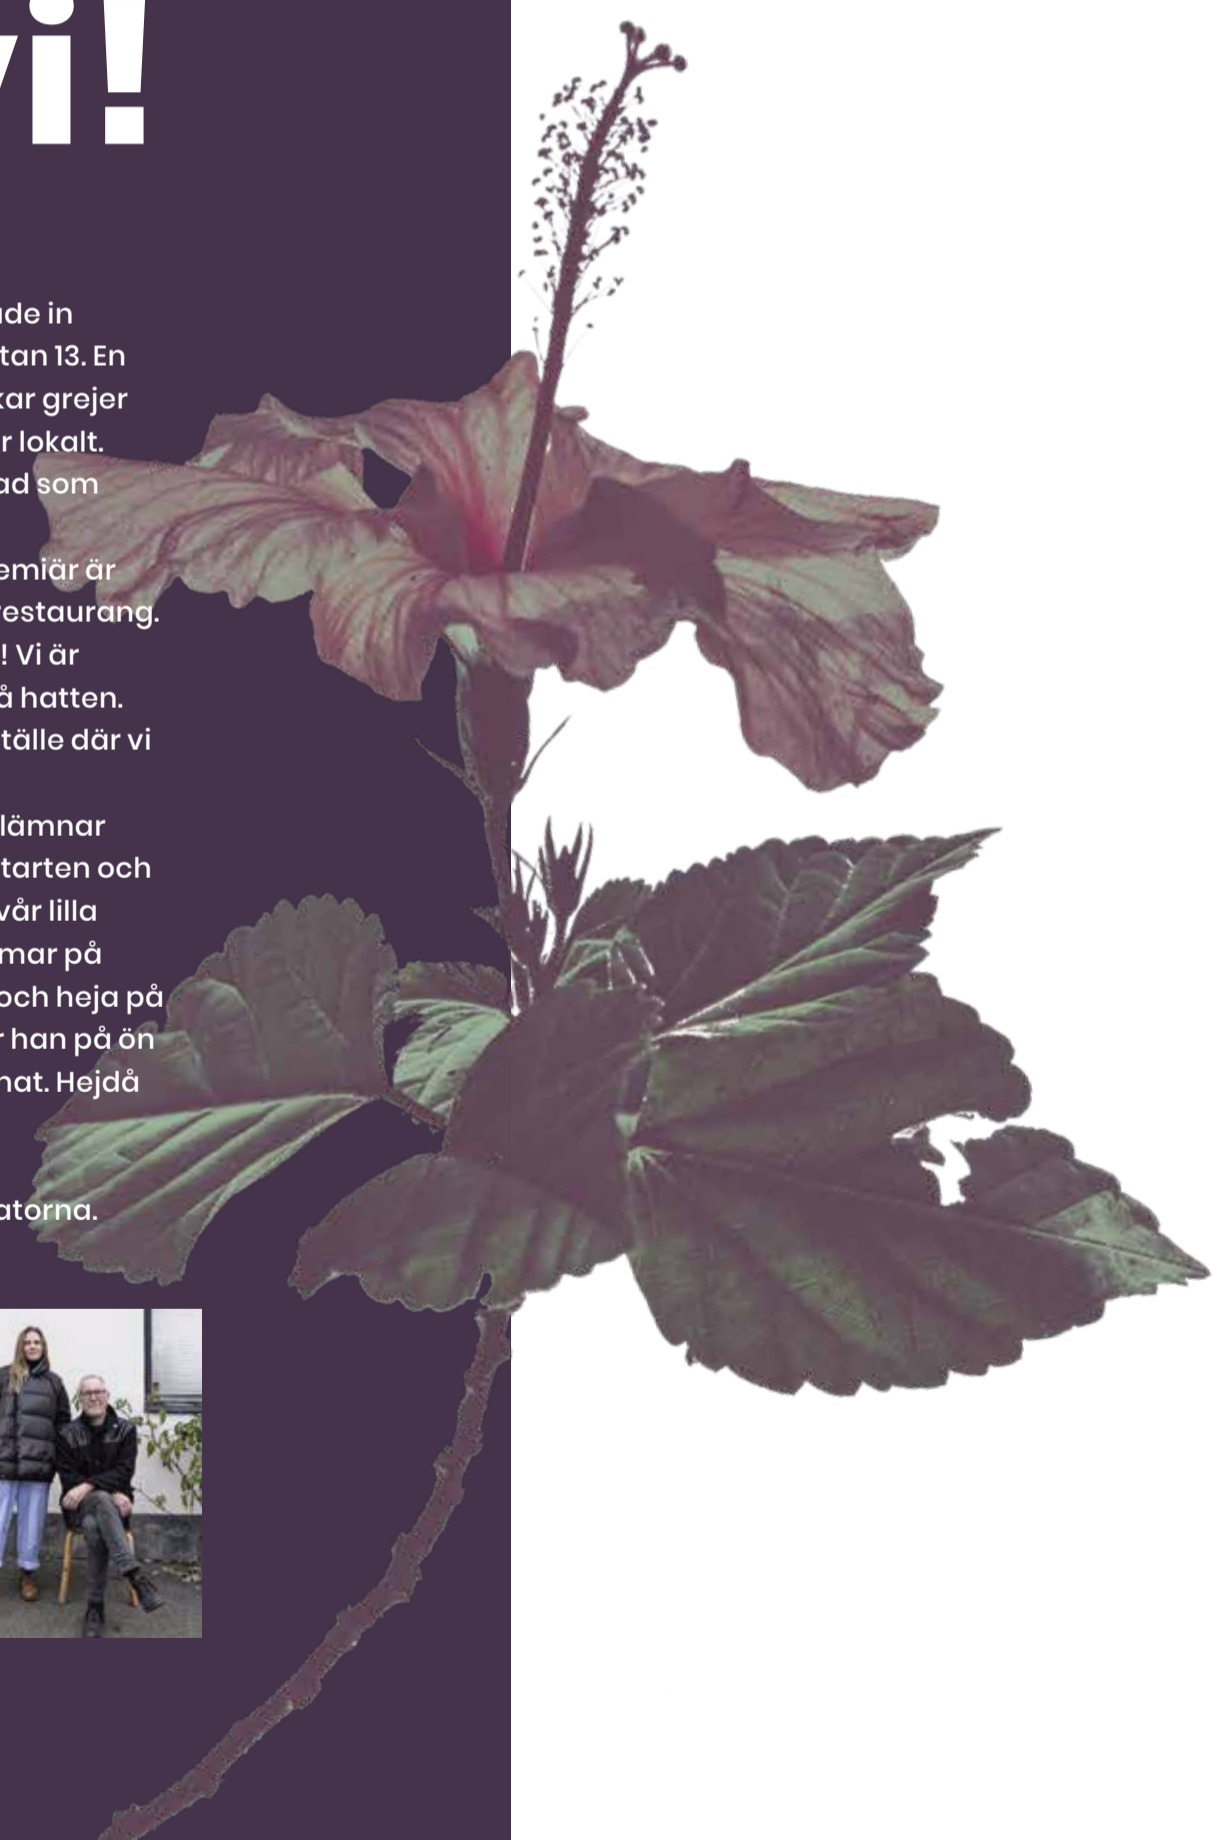 vi!
de in
tan 13. En
kar grejer
r lokalt.
ad som
emiär är
restaurang.
! Vi är
å hatten.
tälle där vi
lämnar
tarten och
vår lilla
mar på
och heja på
r han på ön
nat. Hejdå
atorna.